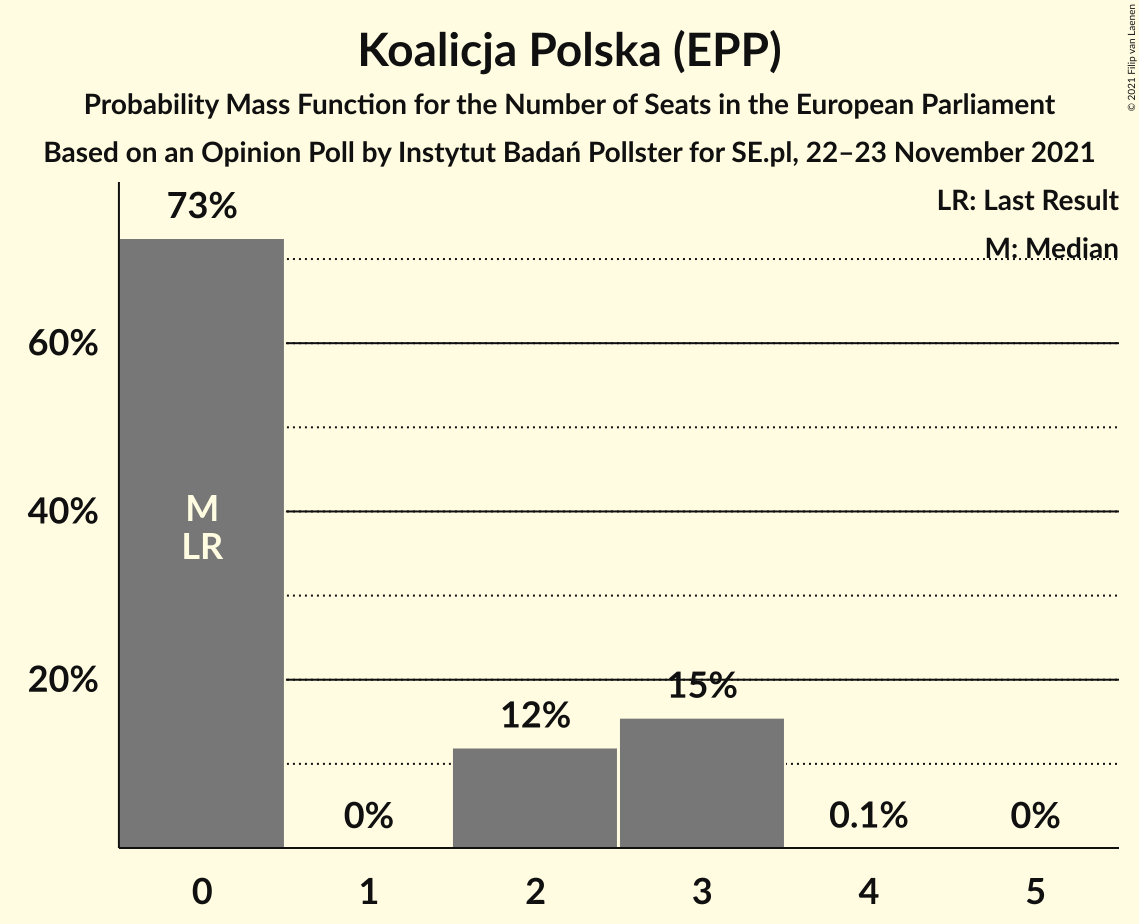 Koalicja Polska (EPP)
Probability Mass Function for the Number of Seats in the European Parliament
Based on an Opinion Poll by Instytut Badań Pollster for SE.pl, 22–23 November 2021
© 2021 Filip van Laenen
LR: Last Result
M: Median
73%
60%
40%
20%
M
LR
0%
12%
15%
0.1%
0%
0
1
2
3
4
5